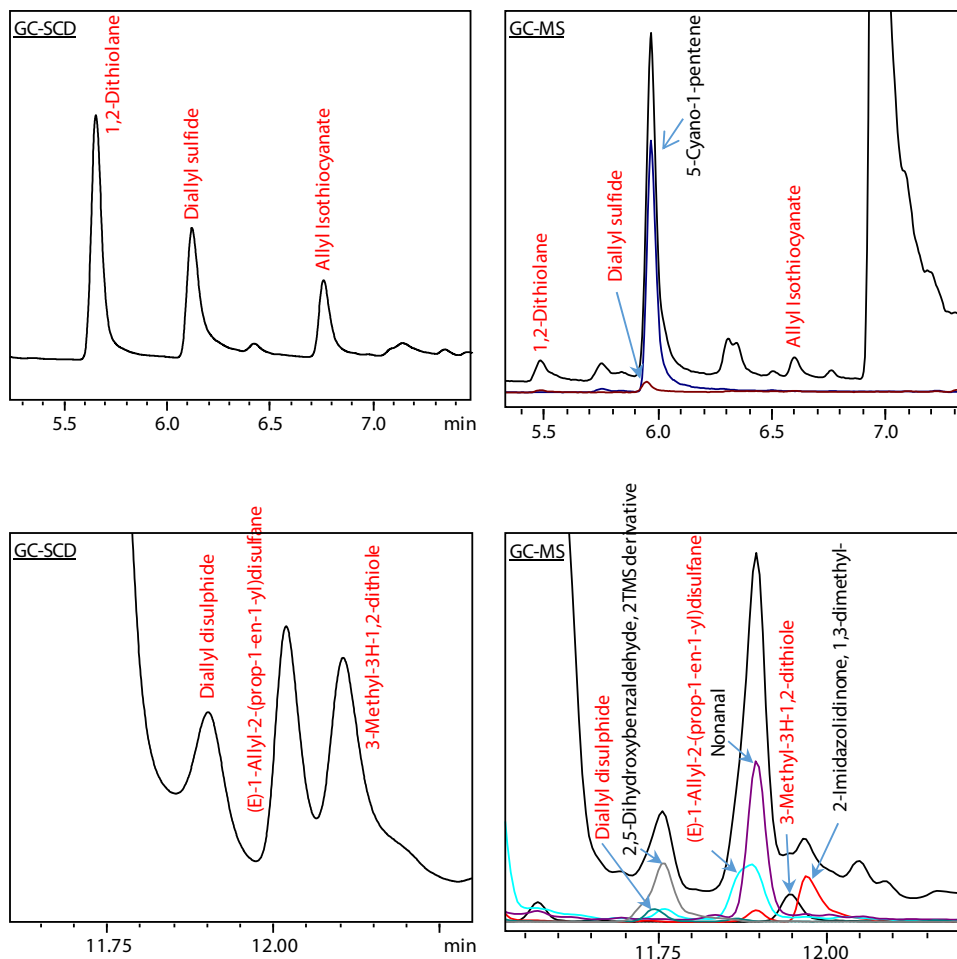 GC-SCD
1,2-Dithiolane
Diallyl sulfide
Allyl Isothiocyanate
5.5
6.0
6.5
7.0
min
GC-MS
1,2-Dithiolane
Diallyl sulfide
5-Cyano-1-pentene
Allyl Isothiocyanate
5.5
6.0
6.5
7.0
GC-SCD
Diallyl disulphide
(E)-1-Allyl-2-(prop-1-en-1-yl)disulfane
3-Methyl-3H-1,2-dithiole
11.75
12.00
min
GC-MS
Diallyl disulphide
2,5-Dihydroxybenzaldehyde, 2TMS derivative
(E)-1-Allyl-2-(prop-1-en-1-yl)disulfane
Nonanal
3-Methyl-3H-1,2-dithiole
2-Imidazolidinone, 1,3-dimethyl-
11.75
12.00